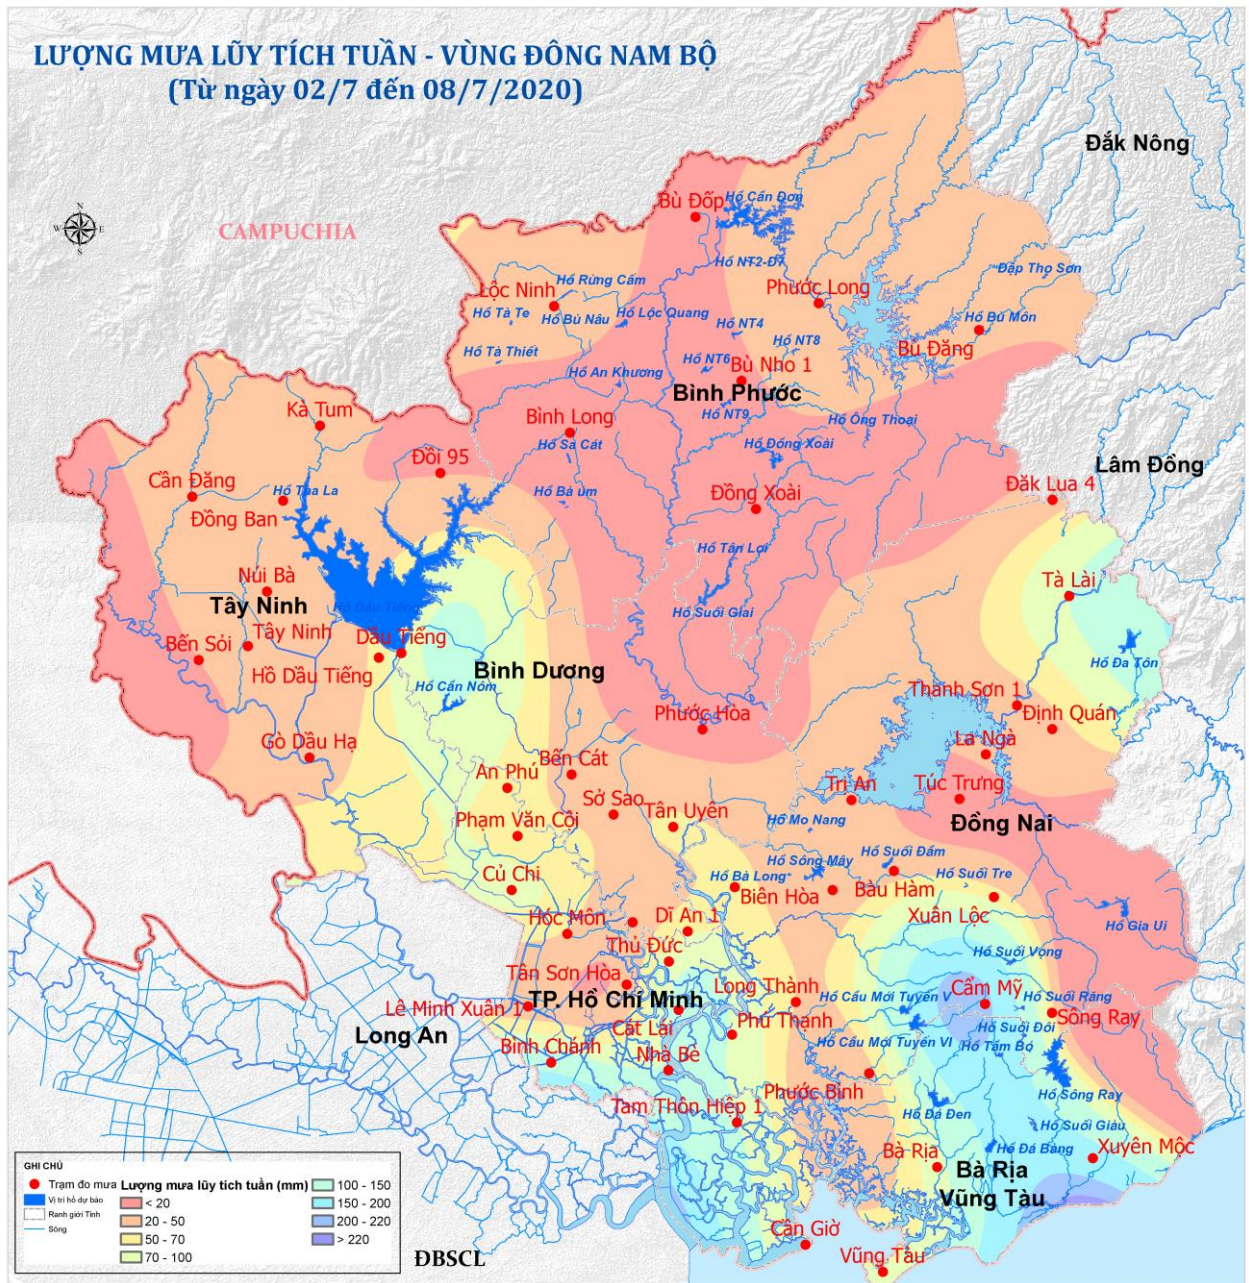 LƯỢNG MƯA LŨY TÍCH TUẦN - VÙNG ĐÔNG NAM BỘ
(Từ ngày 02/7 đến 08/7/2020)
Đắk Nông
N
W E
S
CAMPUCHIA
Bù Đốp
Hồ Cần Đơn
Hồ NT2-Đ7
Đập Thọ Sơn
Hồ Rừng Cấm
Lộc Ninh
Phước Long
Hồ Tà Te
Hồ Bù Nâu
Hồ Lộc Quang
Hồ NT4
Hồ Bù Môn
Hồ NT8
Bù Đăng
Hồ Tà Thiết
Hồ NT6
Bù Nho 1
Hồ An Khương
Bình Phước
Kà Tum
Bình Long
Hồ NT9
Hồ Ông Thoại
Hồ Sa Cát
Hồ Đồng Xoài
Đồi 95
Lâm Đồng
Cần Đăng
Hồ Tha La
Hồ Bà Úm
Đồng Xoài
Đăk Lua 4
Đồng Ban
Hồ Tân Lợi
Núi Bà
Tà Lài
Tây Ninh
Hồ Dầu Tiếng
Hồ Suối Giai
Bến Sỏi
Tây Ninh
Dầu Tiếng
Hồ Đa Tôn
Hồ Dầu Tiếng
Bình Dương
Hồ Cần Nôm
Thanh Sơn 1
Phước Hòa
Định Quán
Gò Dầu Hạ
La Ngà
Bến Cát
An Phú
Trị An
Túc Trưng
Sở Sao
Tân Uyên
Phạm Văn Cội
Hồ Mo Nang
Đồng Nai
Hồ Sông Mây
Hồ Suối Đầm
Củ Chi
Hồ Bà Long
Hồ Suối Tre
Biên Hòa
Bàu Hàm
Hóc Môn
Dĩ An 1
Xuân Lộc
Hồ Gia Ui
Thủ Đức
Hồ Suối Vọng
Tân Sơn Hòa
Long Thành
Cẩm Mỹ
TP. Hồ Chí Minh
Hồ Cầu Mới Tuyến V
Hồ Suối Răng
Lê Minh Xuân 1
Sông Ray
Long An
Cát Lái
Phú Thạnh
Hồ Suối Đôi
Hồ Cầu Mới Tuyến VI
Hồ Tầm Bó
Bình Chánh
Nhà Bè
Phước Bình
Hồ Sông Ray
Tam Thôn Hiệp 1
Hồ Đá Đen
Hồ Suối Giàu
Bà Rịa
Hồ Đá Bàng
Xuyên Mộc
Bà Rịa
Vũng Tàu
Cần Giờ
Vũng Tàu
ĐBSCL
GHI CHÚ
Trạm đo mưa
Vị trí hồ dự báo
Ranh giới Tỉnh
Sông
Lượng mưa lũy tích tuần (mm)
< 20
20 - 50
50 - 70
70 - 100
100 - 150
150 - 200
200 - 220
> 220